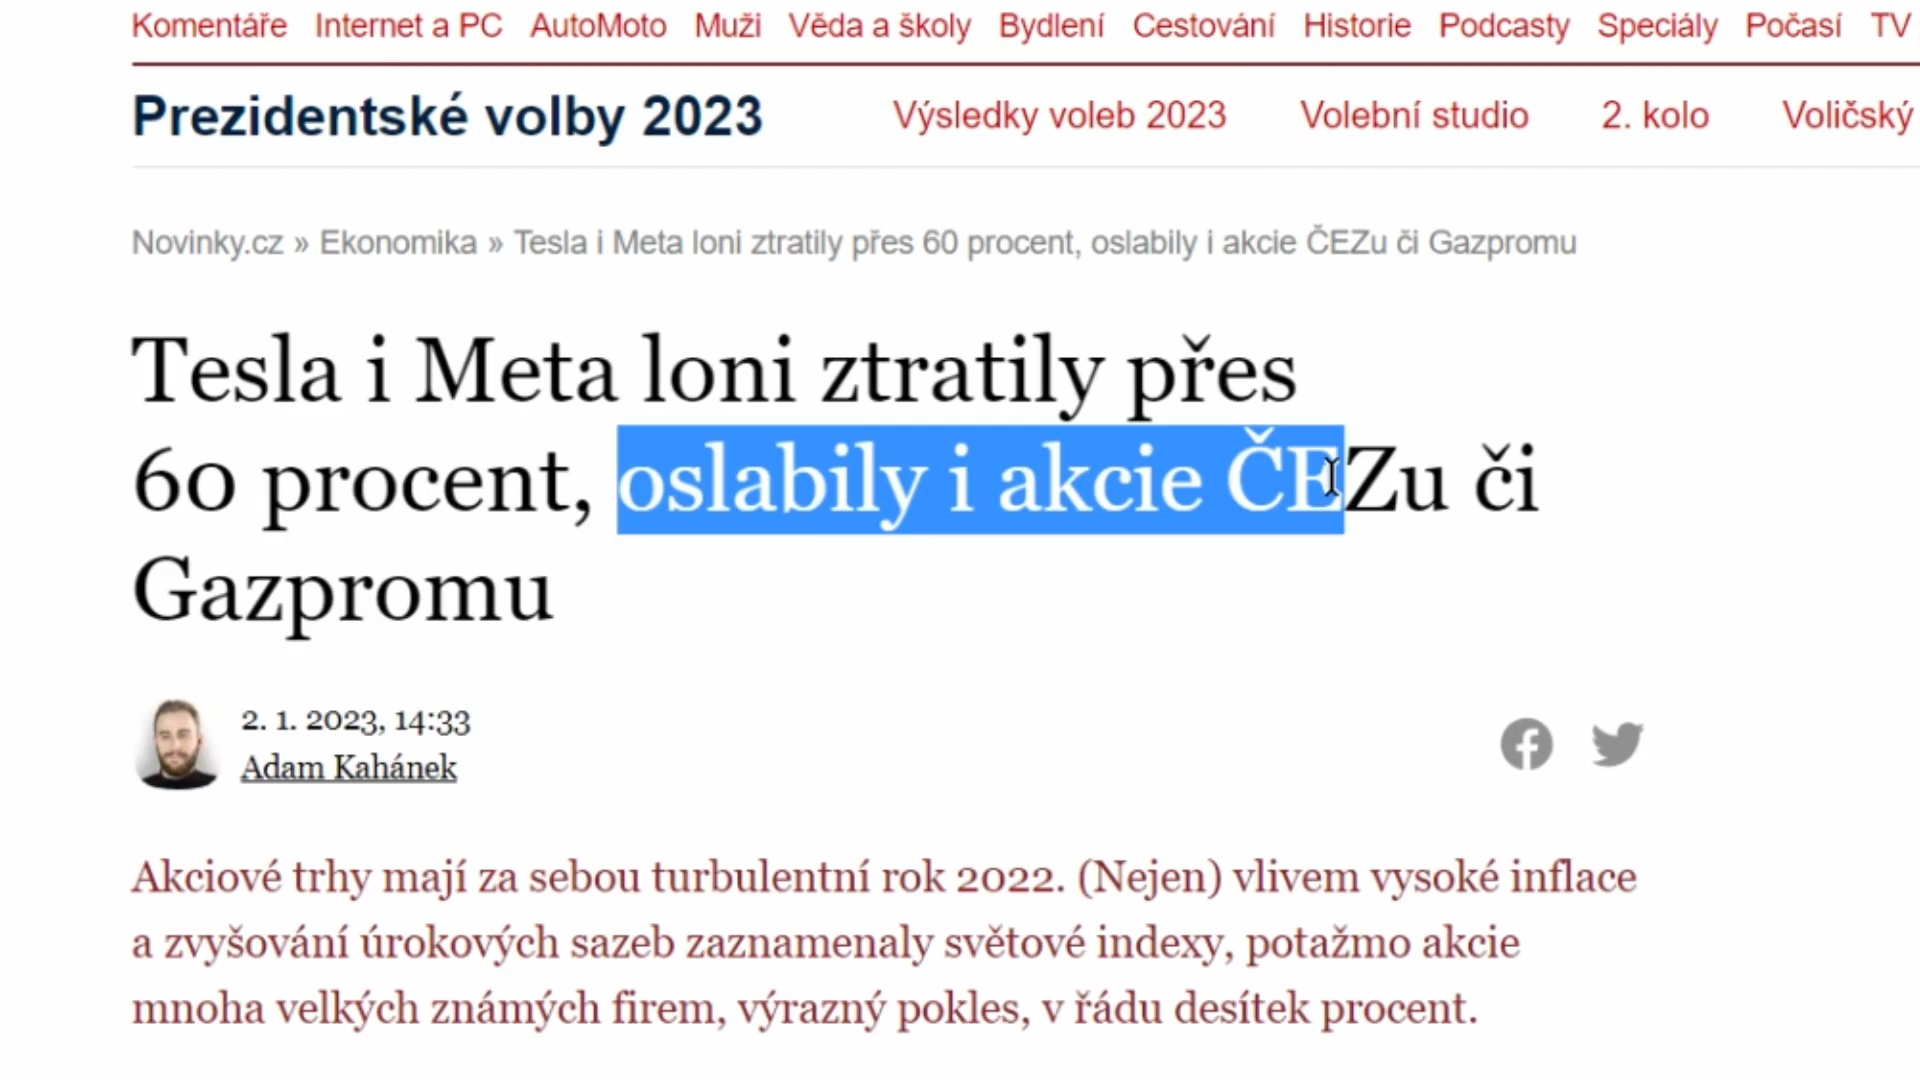 Komentáře Internet a PC AutoMoto Muži Věda a školy Bydlení Cestování Historie Podcasty Speciály Počasí TV
Prezidentské volby 2023 Výsledky voleb 2023 Volební studio 2. kolo Voličský
Novinky.cz » Ekonomika » Tesla i Meta loni ztratily přes 60 procent, oslabily i akcie ČEZu či Gazpromu
Tesla i Meta loni ztratily přes
60 procent, oslabily i akcie ČEZu či
Gazpromu
2. 1. 2023, 14:33
Adam Kahánek
Akciové trhy mají za sebou turbulentní rok 2022. (Nejen) vlivem vysoké inflace
a zvyšování úrokových sazeb zaznamenaly světové indexy, potažmo akcie
mnoha velkých známých firem, výrazný pokles, v řádu desítek procent.